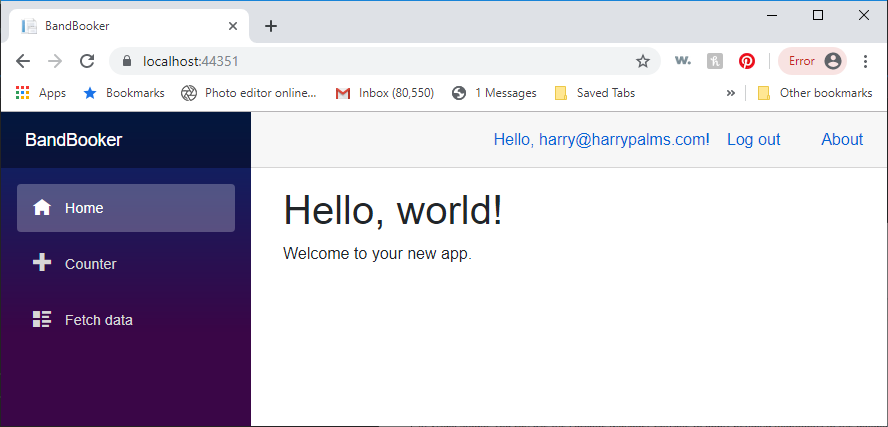 BandBooker
localhost:44351
Error
Apps Bookmarks Photo editor online... Inbox (80,550) 1 Messages Saved Tabs » Other bookmarks
BandBooker
Hello, harry@harrypalms.com! Log out About
Home
Counter
Fetch data
Hello, world!
Welcome to your new app.